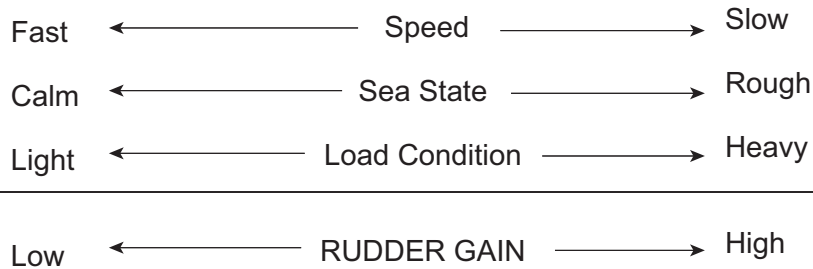 Fast Speed Slow
Calm Sea State Rough
Light Load Condition Heavy
Low RUDDER GAIN High